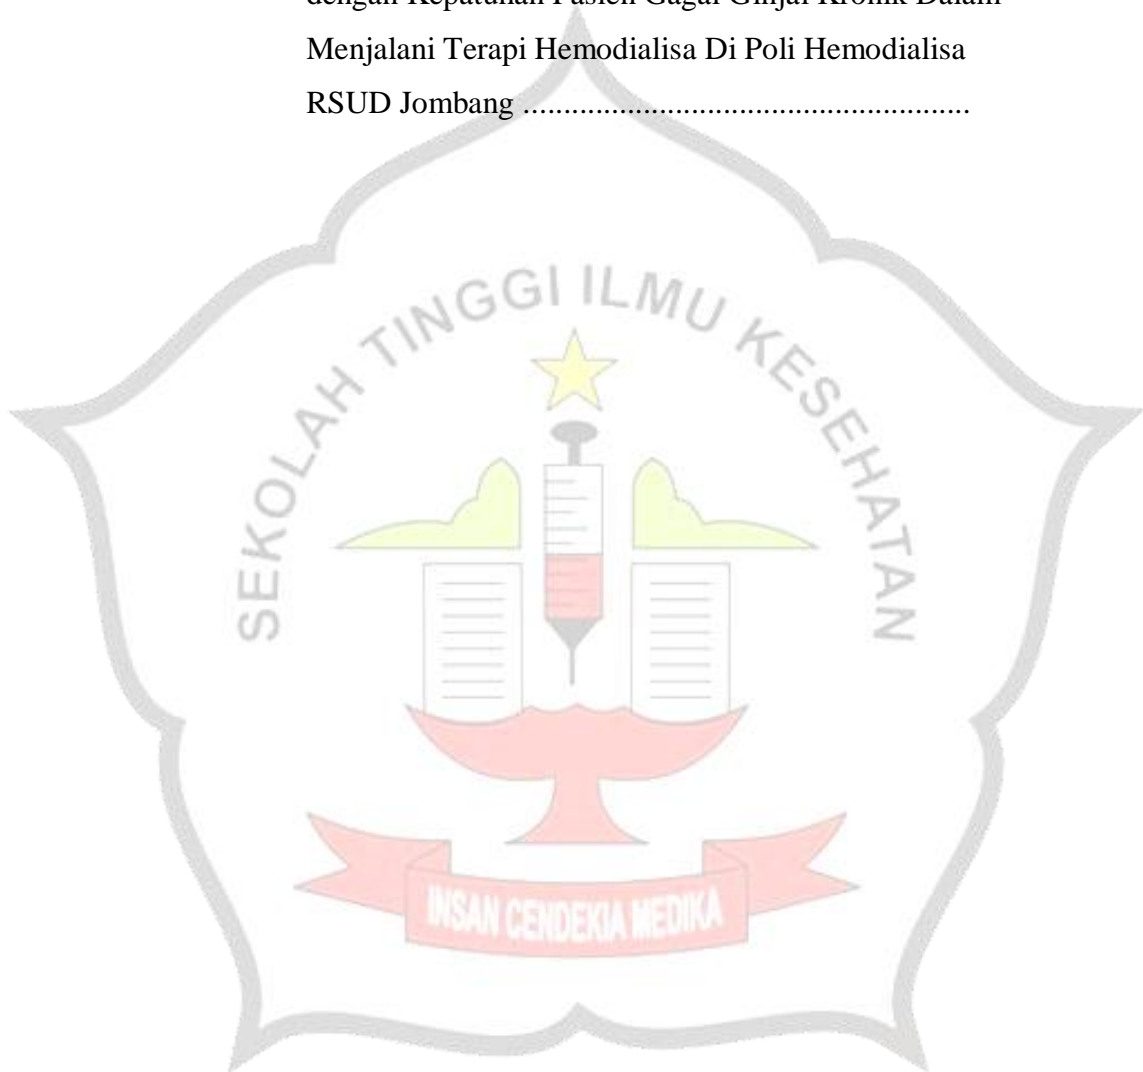 dengan Kepatuhan Pasien Gagal Ginjal Kronik Dalam
Menjalani Terapi Hemodialisa Di Poli Hemodialisa
RSUD Jombang .......................................................
SEKOLAH TINGGI ILMU KESEHATAN
INSAN CENDEKIA MEDIKA